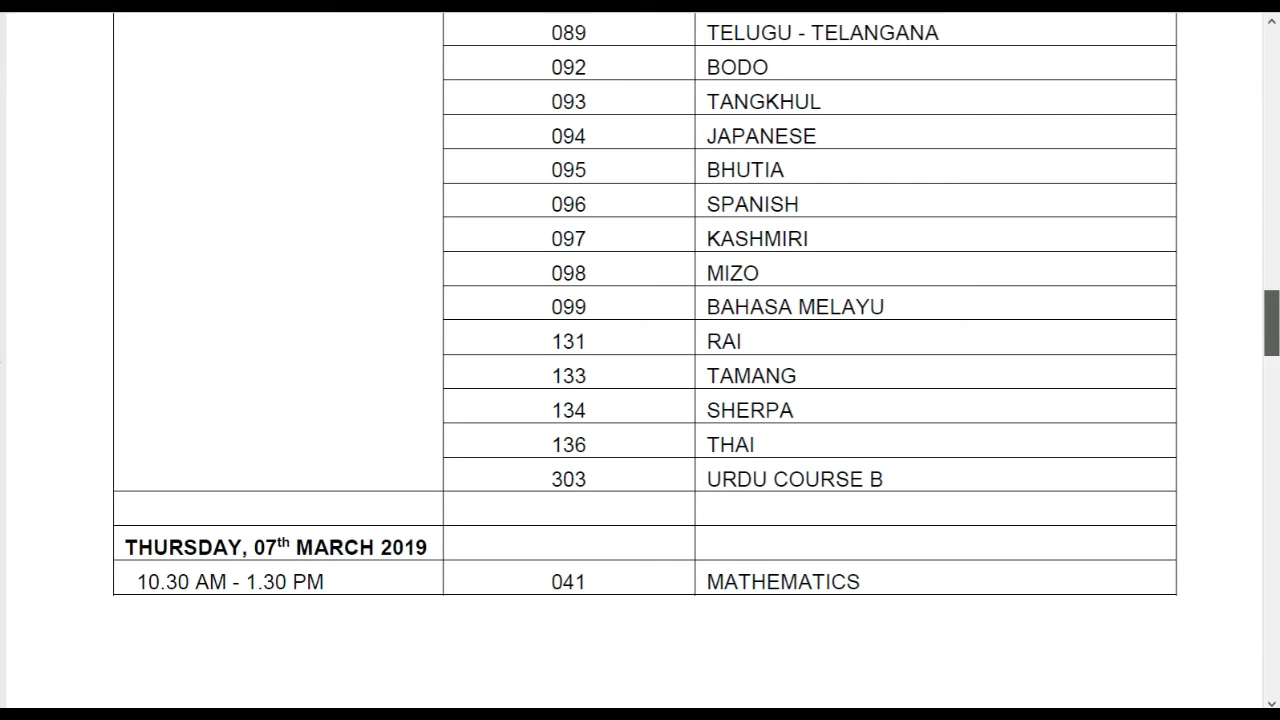 089 TELUGU - TELANGANA
092 BODO
093 TANGKHUL
094 JAPANESE
095 BHUTIA
096 SPANISH
097 KASHMIRI
098 MIZO
099 BAHASA MELAYU
131 RAI
133 TAMANG
134 SHERPA
136 THAI
303 URDU COURSE B
THURSDAY, 07th MARCH 2019
10.30 AM - 1.30 PM 041 MATHEMATICS